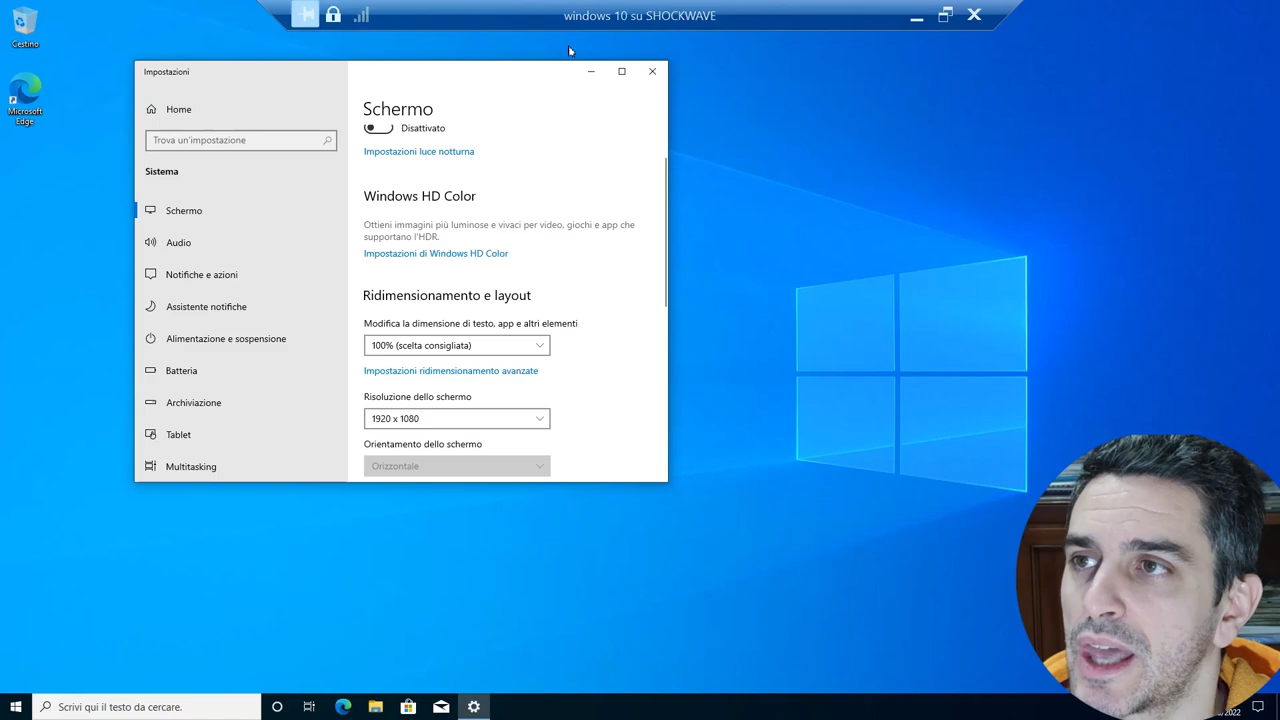 windows 10 su SHOCKWAVE
Cestino
Microsoft
Edge
Impostazioni
Home
Trova un'impostazione
Sistema
Schermo
Audio
Notifiche e azioni
Assistente notifiche
Alimentazione e sospensione
Batteria
Archiviazione
Tablet
Multitasking
Schermo
Disattivato
Impostazioni luce notturna
Windows HD Color
Ottieni immagini più luminose e vivaci per video, giochi e app che
supportano l'HDR.
Impostazioni di Windows HD Color
Ridimensionamento e layout
Modifica la dimensione di testo, app e altri elementi
100% (scelta consigliata)
Impostazioni ridimensionamento avanzate
Risoluzione dello schermo
1920 x 1080
Orientamento dello schermo
Orizzontale
Scrivi qui il testo da cercare.
2022